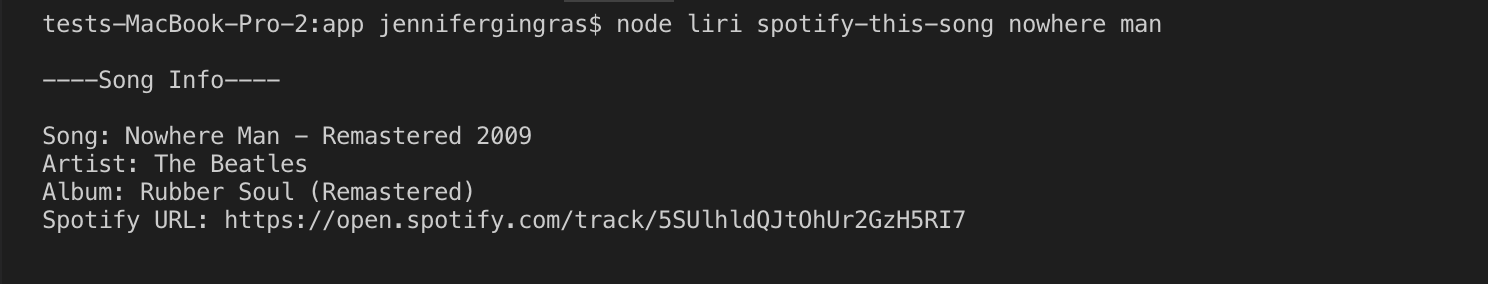 tests-MacBook-Pro-2:app jennifergingras$ node liri spotify-this-song nowhere man
----Song Info----
Song: Nowhere Man - Remastered 2009
Artist: The Beatles
Album: Rubber Soul (Remastered)
Spotify URL: https://open.spotify.com/track/5SUlhldQJtOhUr2GzH5RI7